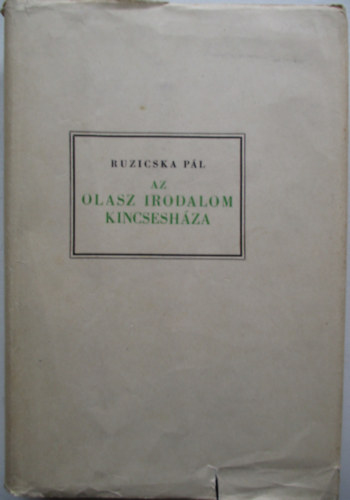 RUZICSKA PÁL
AZ
OLASZ IRODALOM
KINCSESHÁZA